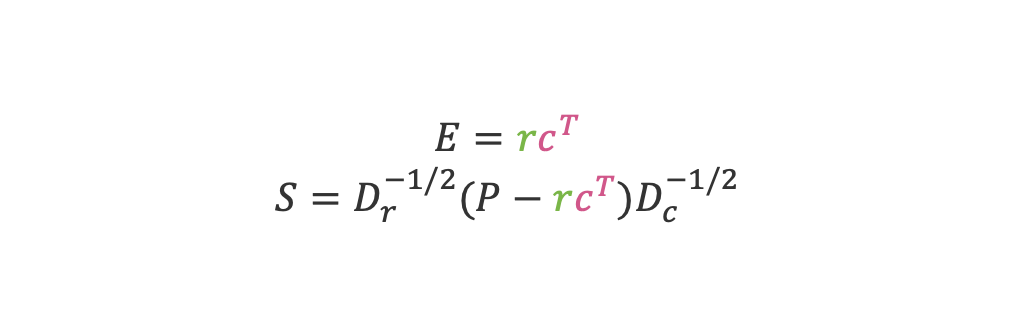 E = rc^T
S = D_r^{-1/2}(P − rc^T)D_c^{-1/2}